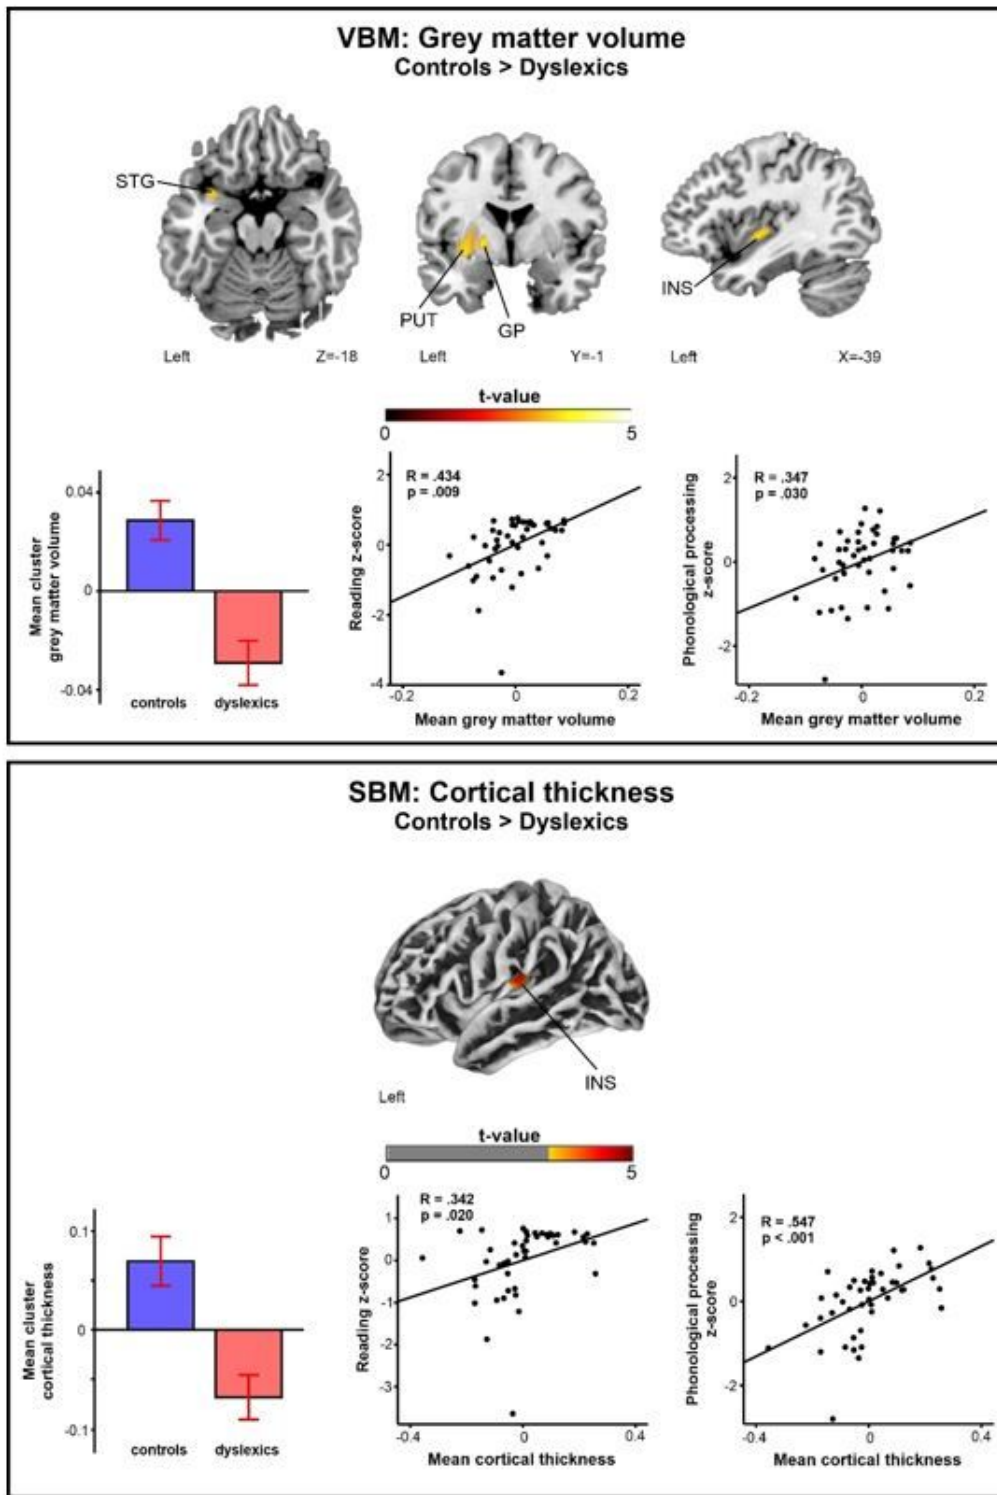 VBM: Grey matter volume
Controls > Dyslexics
STG
PUT
GP
INS
Left
Z=-18
Left
Y=-1
Left
X=-39
t-value
0
5
Mean cluster
grey matter volume
0.04
0
-0.04
controls
dyslexics
Reading z-score
R = .434
p = .009
2
0
-2
-4
-0.2
0
0.2
Mean grey matter volume
Phonological processing
z-score
R = .347
p = .030
2
0
-2
-0.2
0
0.2
Mean grey matter volume
SBM: Cortical thickness
Controls > Dyslexics
INS
Left
t-value
0
5
Mean cluster
cortical thickness
0.1
0
-0.1
controls
dyslexics
Reading z-score
R = .342
p = .020
1
0
-1
-2
-3
-0.4
0
0.4
Mean cortical thickness
Phonological processing
z-score
R = .547
p < .001
2
0
-2
-0.4
0
0.4
Mean cortical thickness